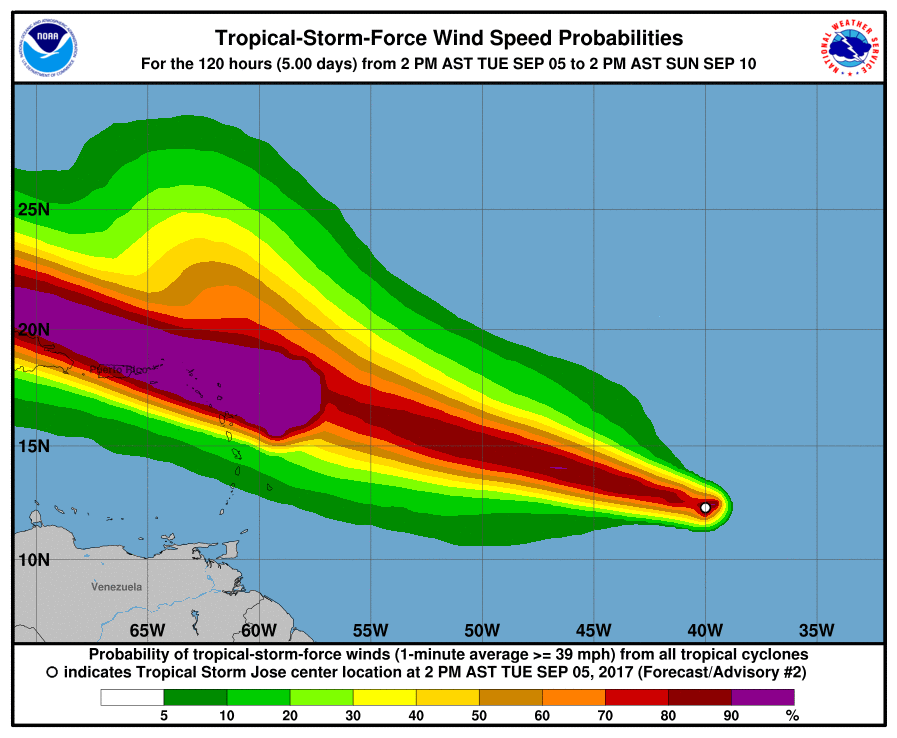 Tropical-Storm-Force Wind Speed Probabilities
For the 120 hours (5.00 days) from 2 PM AST TUE SEP 05 to 2 PM AST SUN SEP 10
NOAA
NATIONAL WEATHER SERVICE
25N
20N
Puerto Rico
15N
10N
Venezuela
65W 60W 55W 50W 45W 40W 35W
Probability of tropical-storm-force winds (1-minute average >= 39 mph) from all tropical cyclones
indicates Tropical Storm Jose center location at 2 PM AST TUE SEP 05, 2017 (Forecast/Advisory #2)
5 10 20 30 40 50 60 70 80 90 %